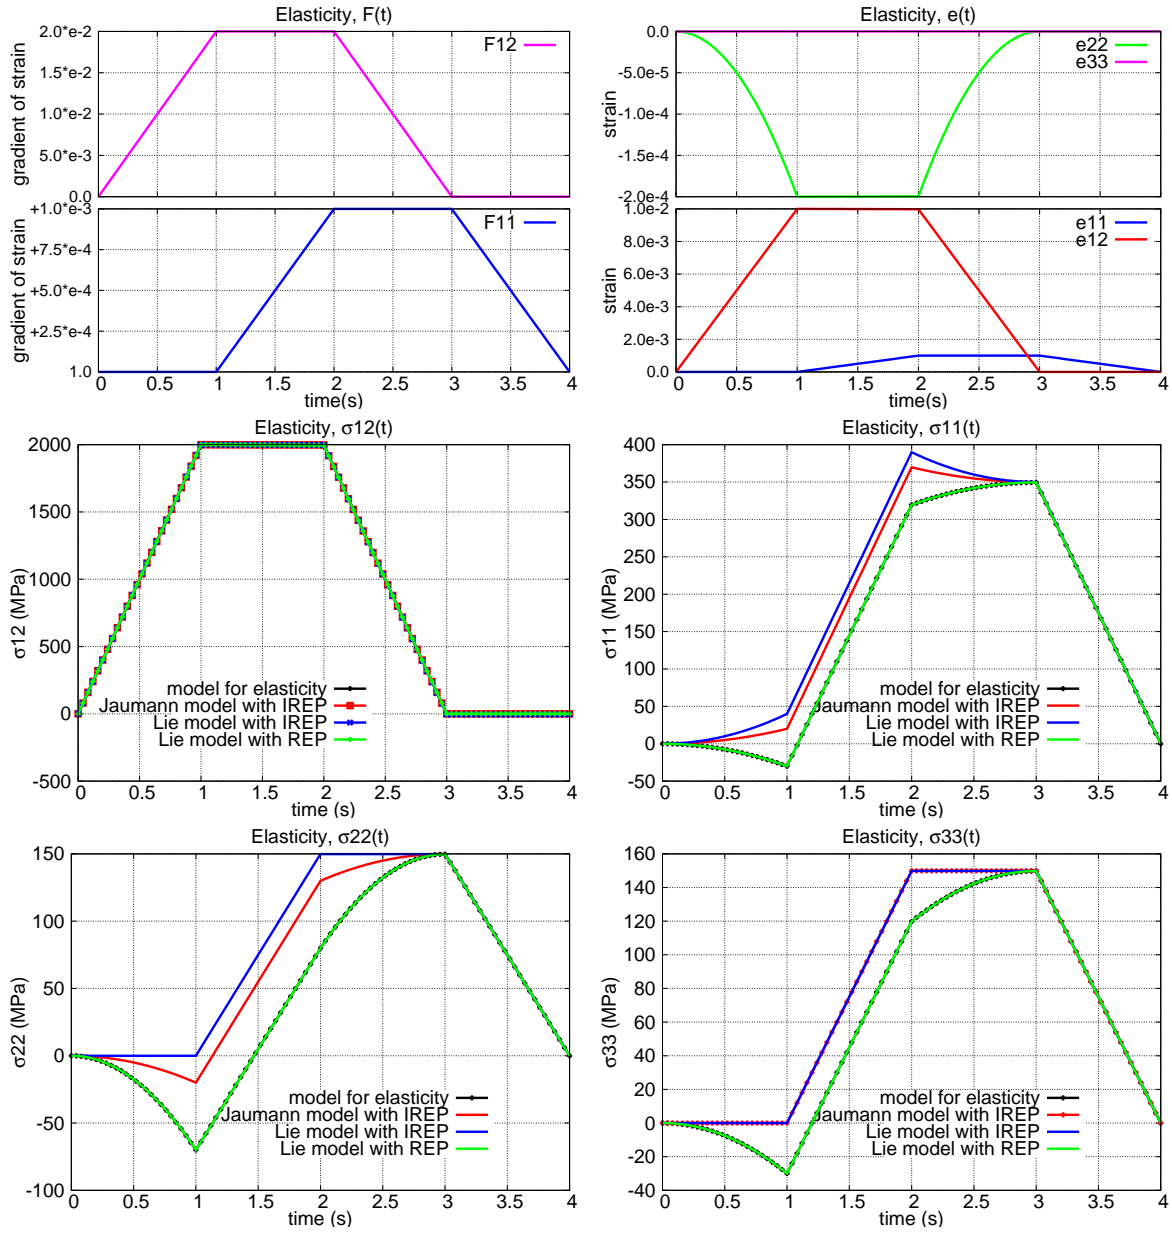 Elasticity, F(t)
gradient of strain
2.0*e-2
1.5*e-2
1.0*e-2
5.0*e-3
0.0
F12
gradient of strain
+1.0*e-3
+7.5*e-4
+5.0*e-4
+2.5*e-4
1.0
F11
0 0.5 1 1.5 2 2.5 3 3.5 4
time(s)
Elasticity, e(t)
strain
0.0
-5.0e-5
-1.0e-4
-1.5e-4
-2.0e-4
e22
e33
strain
1.0e-2
8.0e-3
6.0e-3
4.0e-3
2.0e-3
0.0
e11
e12
0 0.5 1 1.5 2 2.5 3 3.5 4
time(s)
Elasticity, σ12(t)
σ12 (MPa)
2000
1500
1000
500
0
-500
model for elasticity
Jaumann model with IREP
Lie model with IREP
Lie model with REP
0 0.5 1 1.5 2 2.5 3 3.5 4
time (s)
Elasticity, σ11(t)
σ11 (MPa)
400
350
300
250
200
150
100
50
0
-50
model for elasticity
Jaumann model with IREP
Lie model with IREP
Lie model with REP
0 0.5 1 1.5 2 2.5 3 3.5 4
time (s)
Elasticity, σ22(t)
σ22 (MPa)
150
100
50
0
-50
-100
model for elasticity
Jaumann model with IREP
Lie model with IREP
Lie model with REP
0 0.5 1 1.5 2 2.5 3 3.5 4
time (s)
Elasticity, σ33(t)
σ33 (MPa)
160
140
120
100
80
60
40
20
0
-20
-40
model for elasticity
Jaumann model with IREP
Lie model with IREP
Lie model with REP
0 0.5 1 1.5 2 2.5 3 3.5 4
time (s)